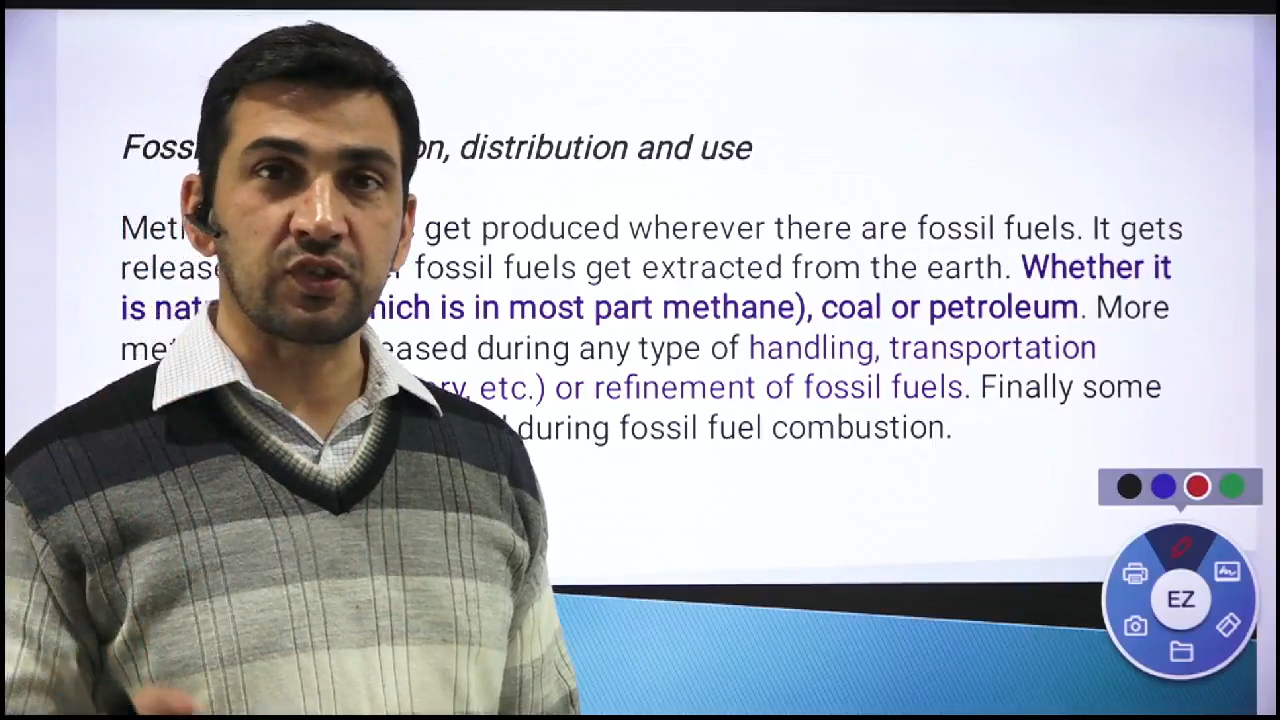 Foss on, distribution and use
Met get produced wherever there are fossil fuels. It gets
release fossil fuels get extracted from the earth. Whether it
is nat hich is in most part methane), coal or petroleum. More
me eased during any type of handling, transportation
ry, etc.) or refinement of fossil fuels. Finally some
during fossil fuel combustion.
EZ